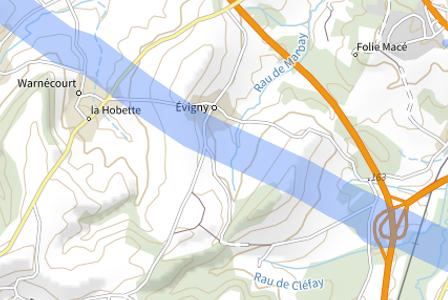 Folie Macé
Rau de Marbay
Warnécourt
la Hobette
Évigny
163
Rau de Cléfay